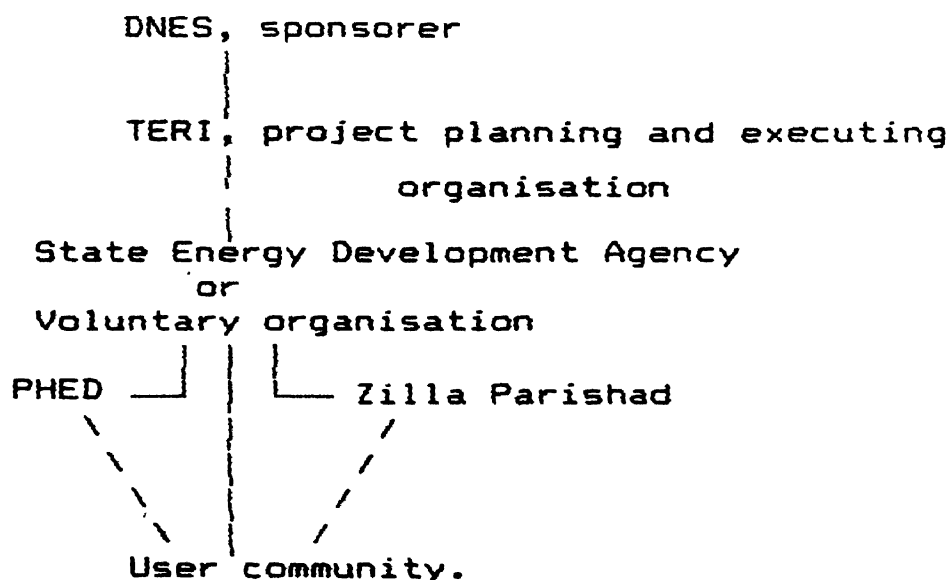 DNES, sponsorer
TERI, project planning and executing
organisation
State Energy Development Agency
or
Voluntary organisation
PHED
Zilla Parishad
User community.